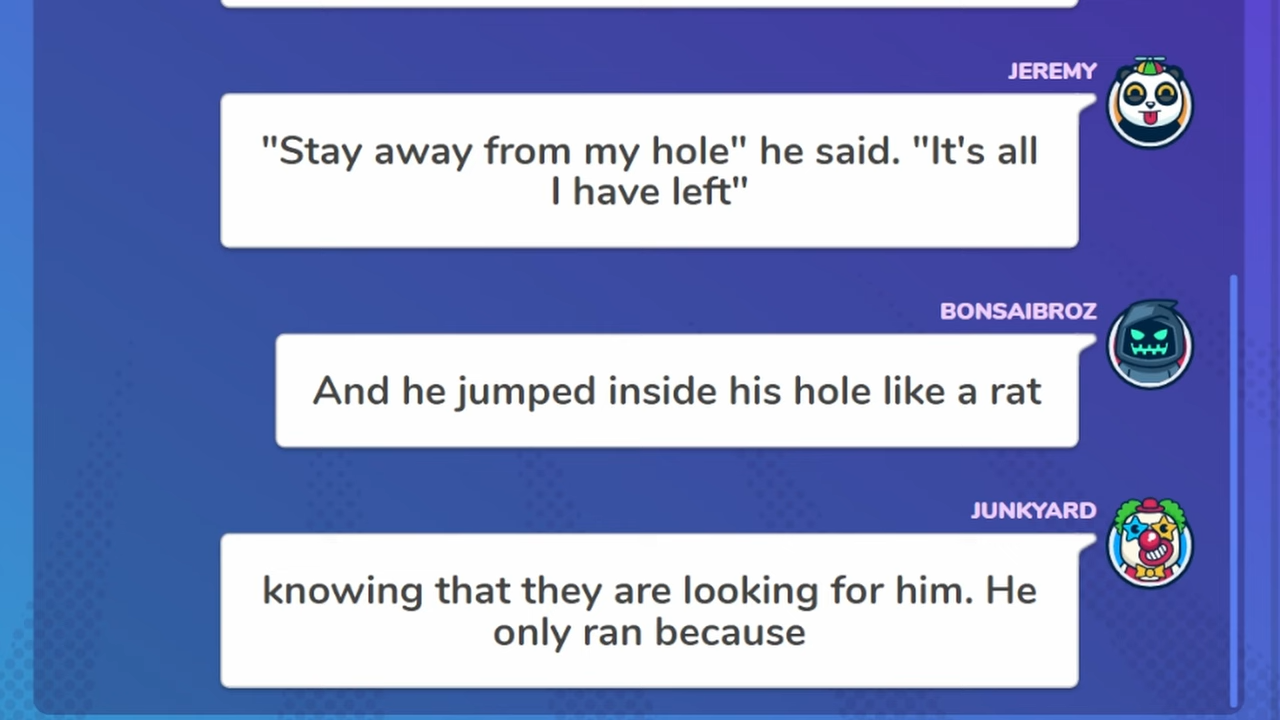 JEREMY
"Stay away from my hole" he said. "It's all
I have left"
BONSAIBROZ
And he jumped inside his hole like a rat
JUNKYARD
knowing that they are looking for him. He
only ran because